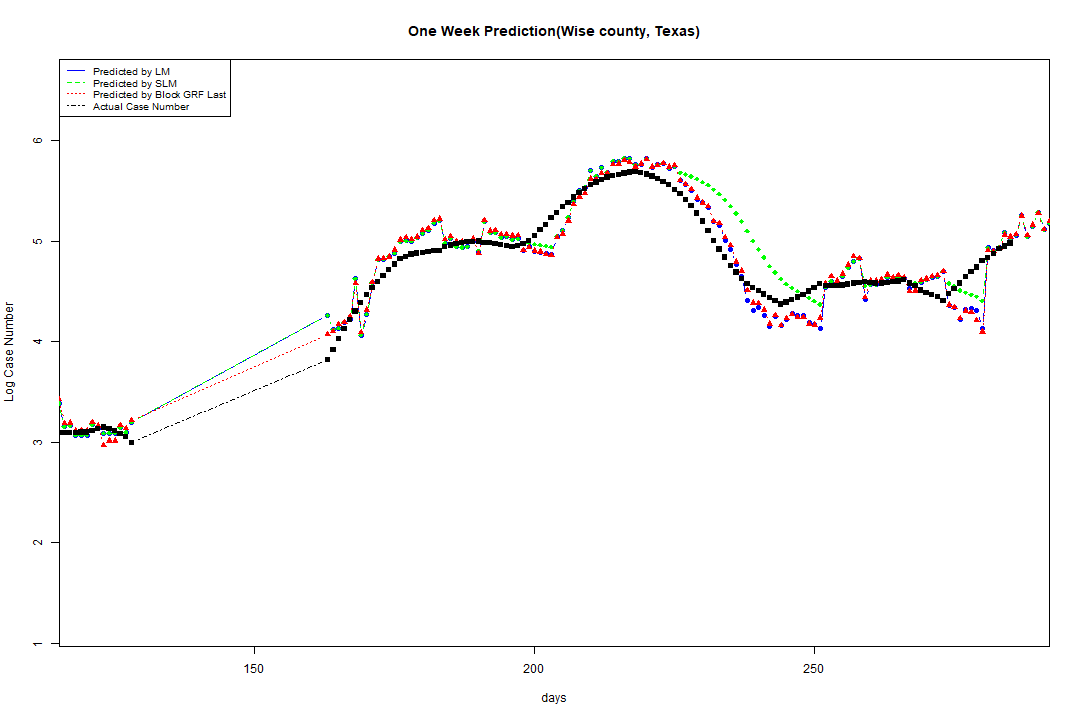 One Week Prediction(Wise county, Texas)
Predicted by LM
Predicted by SLM
Predicted by Block GRF Last
Actual Case Number
6
5
4
3
2
1
Log Case Number
150 200 250
days